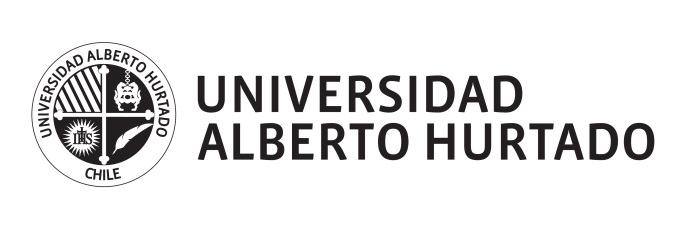 UNIVERSIDAD ALBERTO HURTADO
CHILE
IHS
UNIVERSIDAD
ALBERTO HURTADO